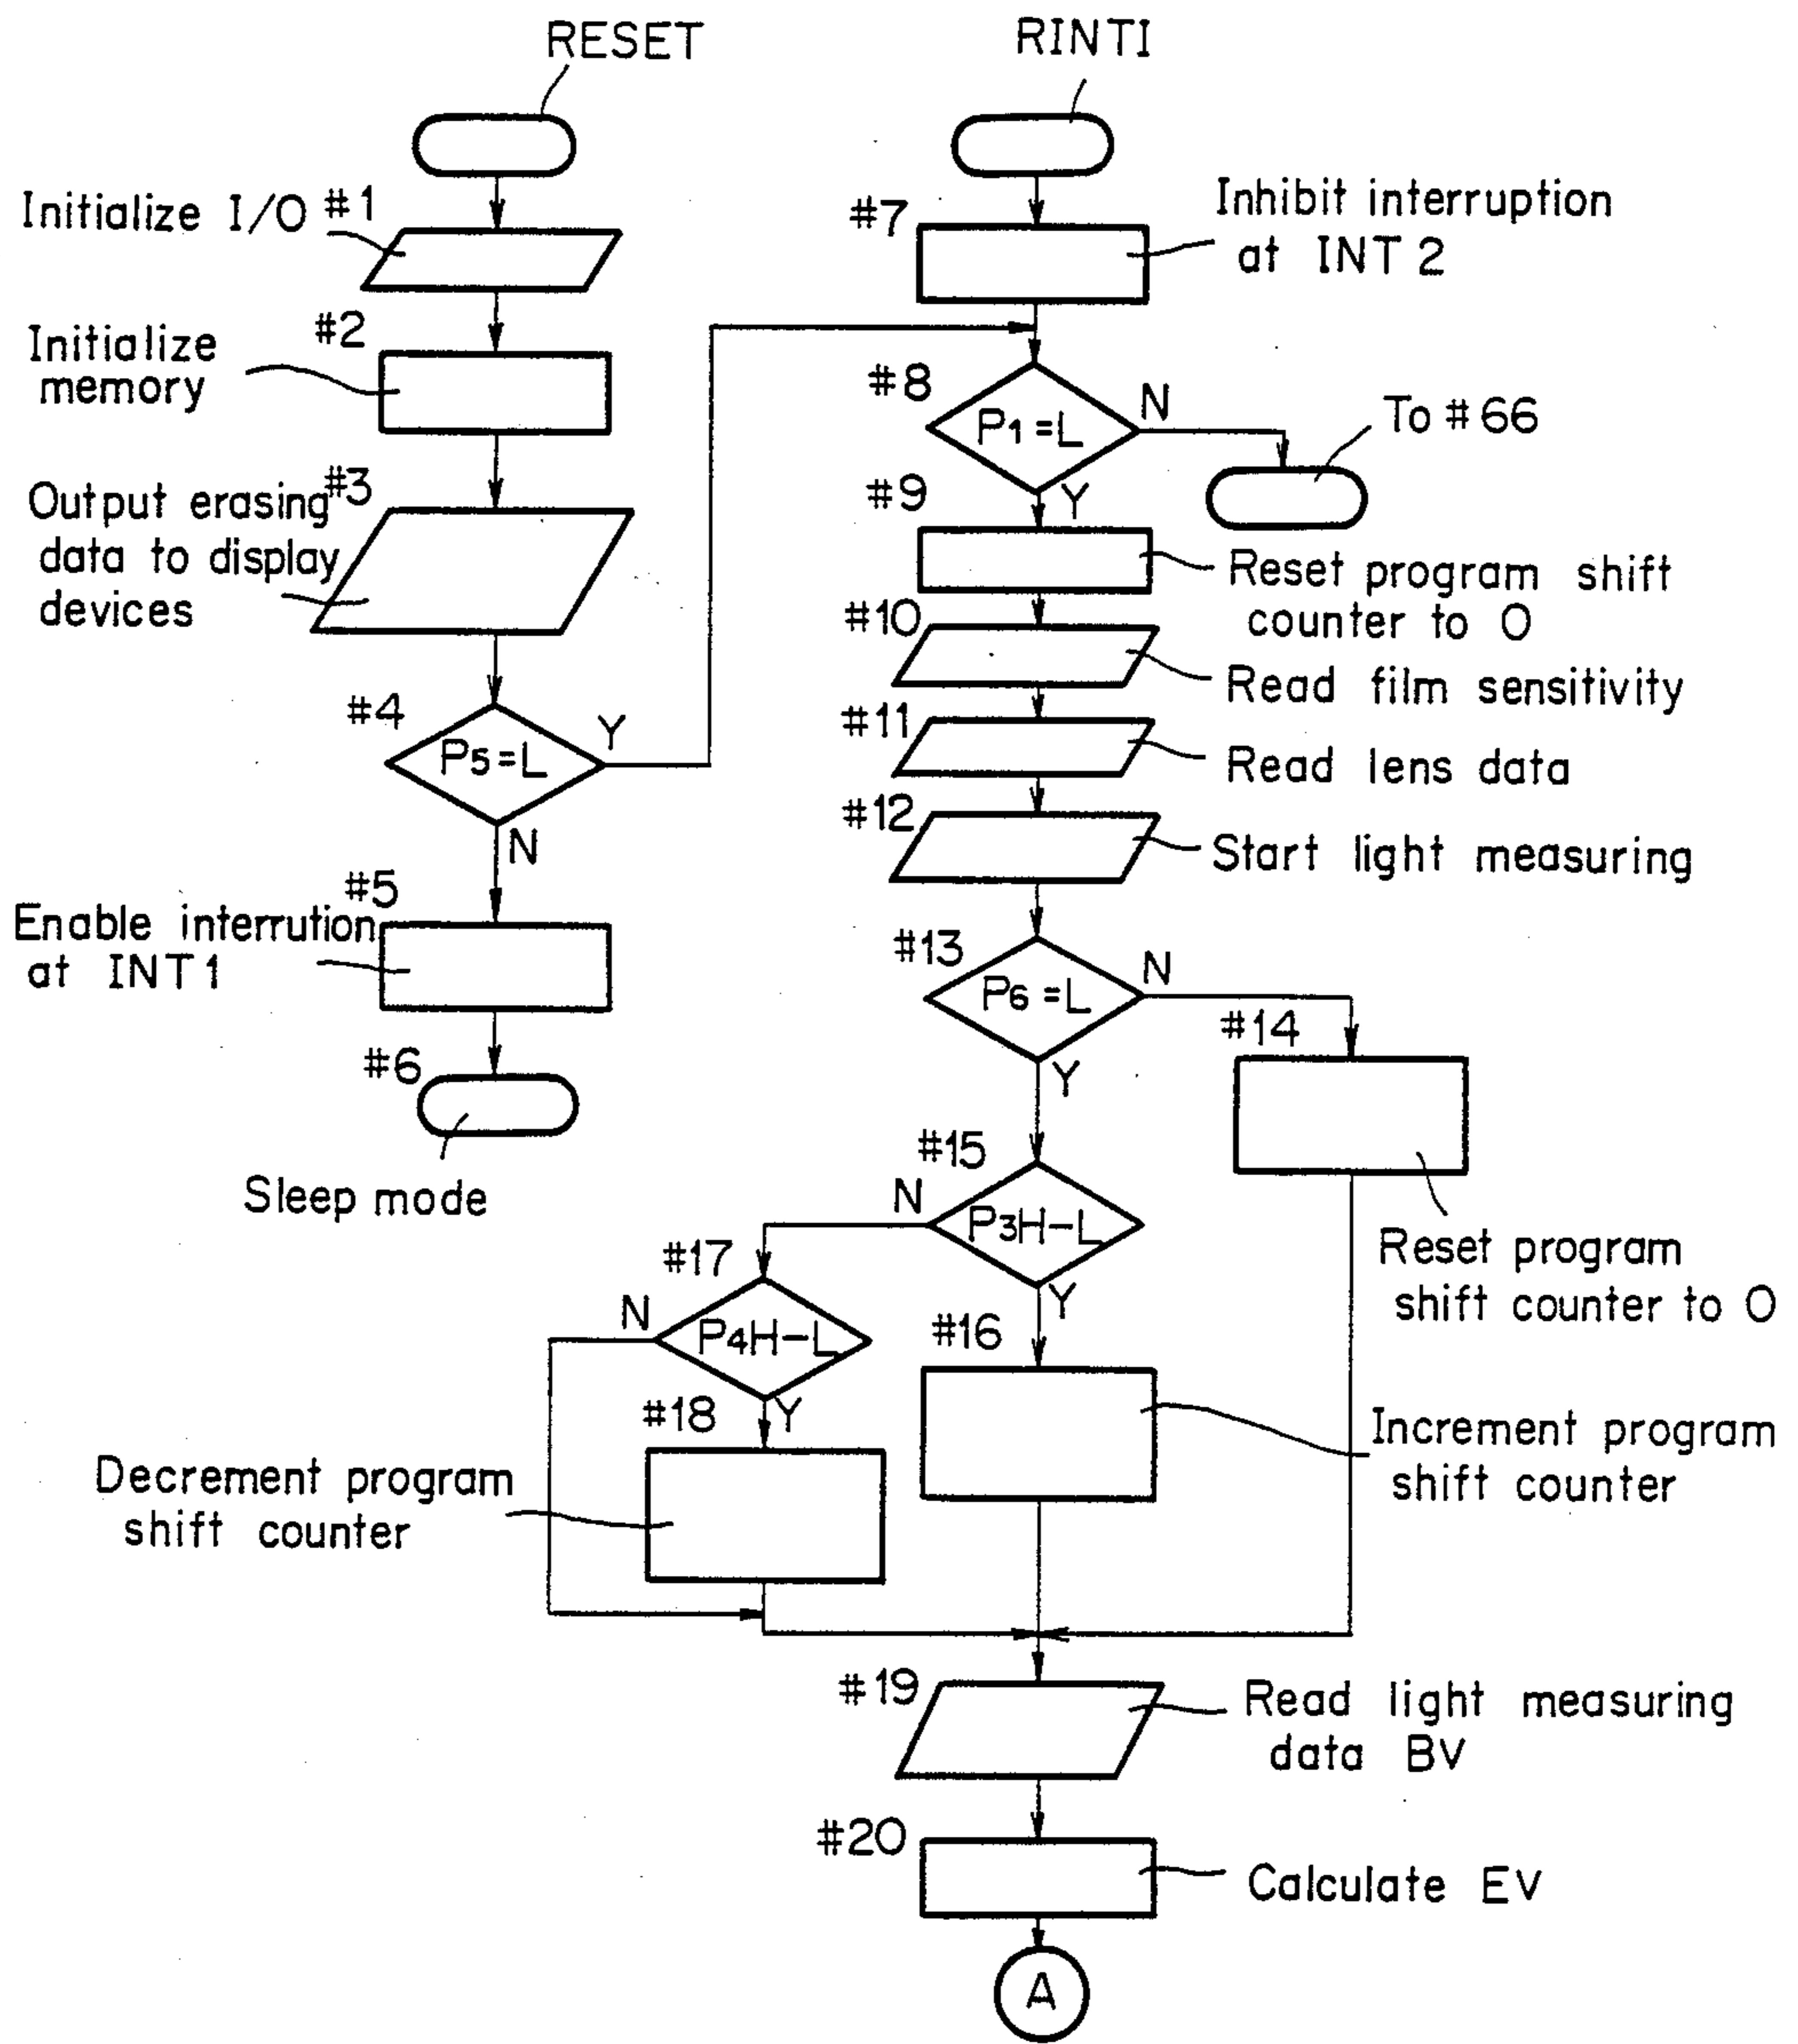 RESET
Initialize I/O #1
#2
Initialize
memory
#3
Output erasing
data to display
devices
#4
P5=L
Y
N
#5
Enable interrution
at INT1
#6
Sleep mode
RINTI
#7
Inhibit interruption
at INT 2
#8
P1=L
N
To #66
Y
#9
Reset program shift
counter to 0
#10
Read film sensitivity
#11
Read lens data
#12
Start light measuring
#13
P6=L
N
#14
Y
Reset program
shift counter to 0
#15
P3H-L
N
Y
#17
P4H-L
N
Y
#16
Increment program
shift counter
#18
Decrement program
shift counter
#19
Read light measuring
data BV
#20
Calculate EV
A